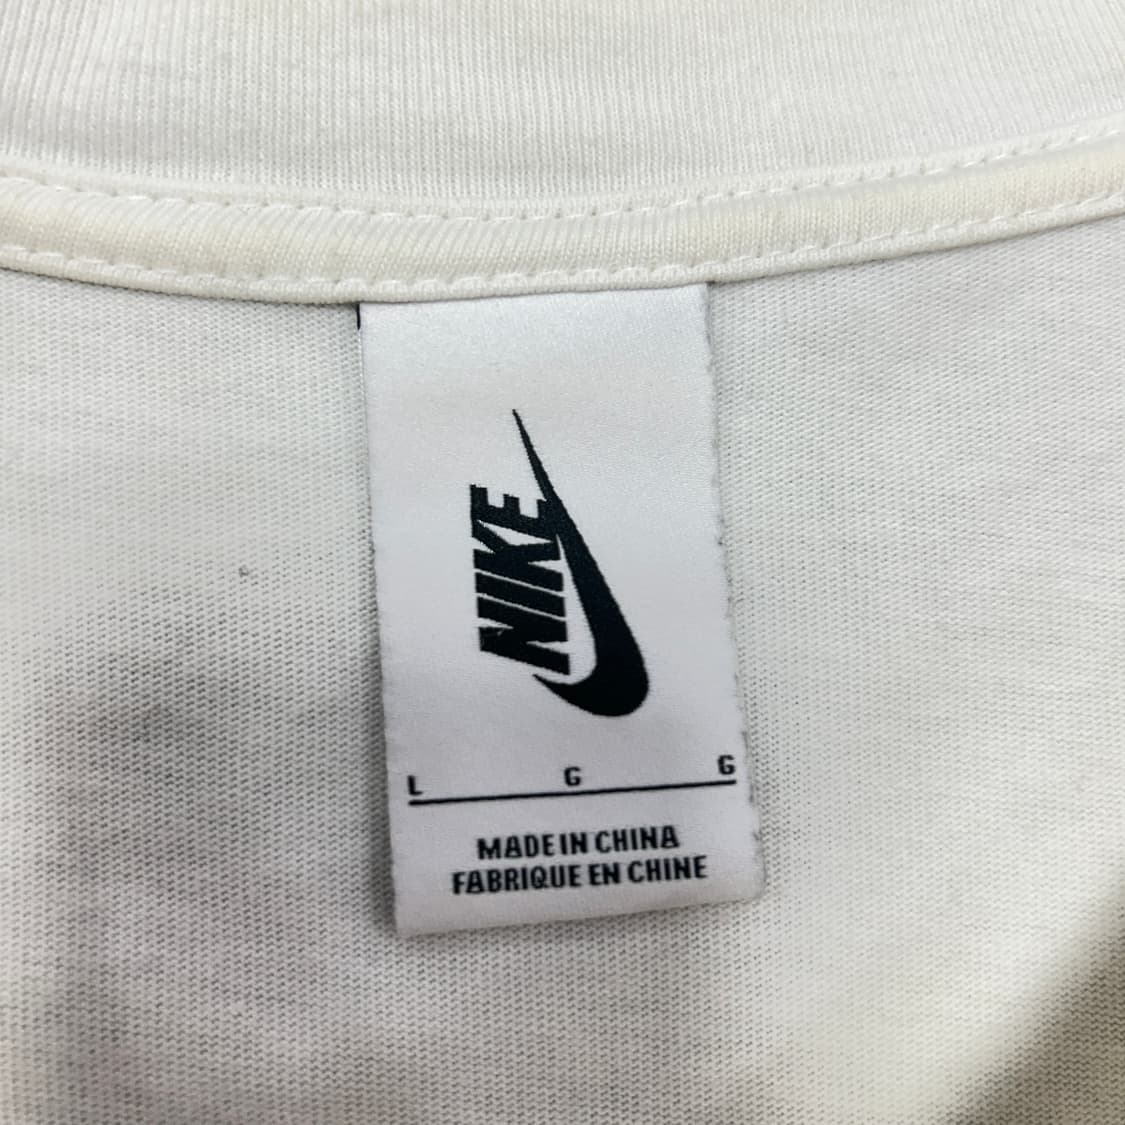 NIKE
L G G
MADE IN CHINA
FABRIQUE EN CHINE